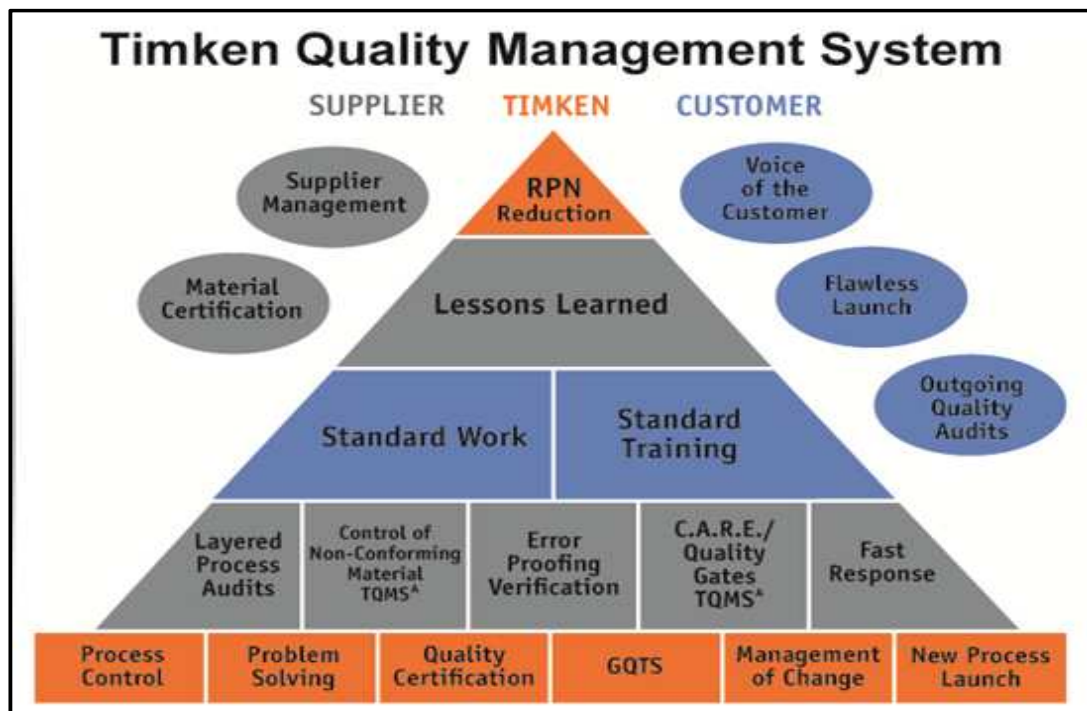 Timken Quality Management System
SUPPLIER TIMKEN CUSTOMER
Supplier
Management
Material
Certification
RPN
Reduction
Voice
of the
Customer
Flawless
Launch
Outgoing
Quality
Audits
Lessons Learned
Standard Work
Standard
Training
Layered
Process
Audits
Control of
Non-Conforming
Material
TQMSᴬ
Error
Proofing
Verification
C.A.R.E./
Quality
Gates
TQMSᴬ
Fast
Response
Process
Control
Problem
Solving
Quality
Certification
GQTS
Management
of Change
New Process
Launch